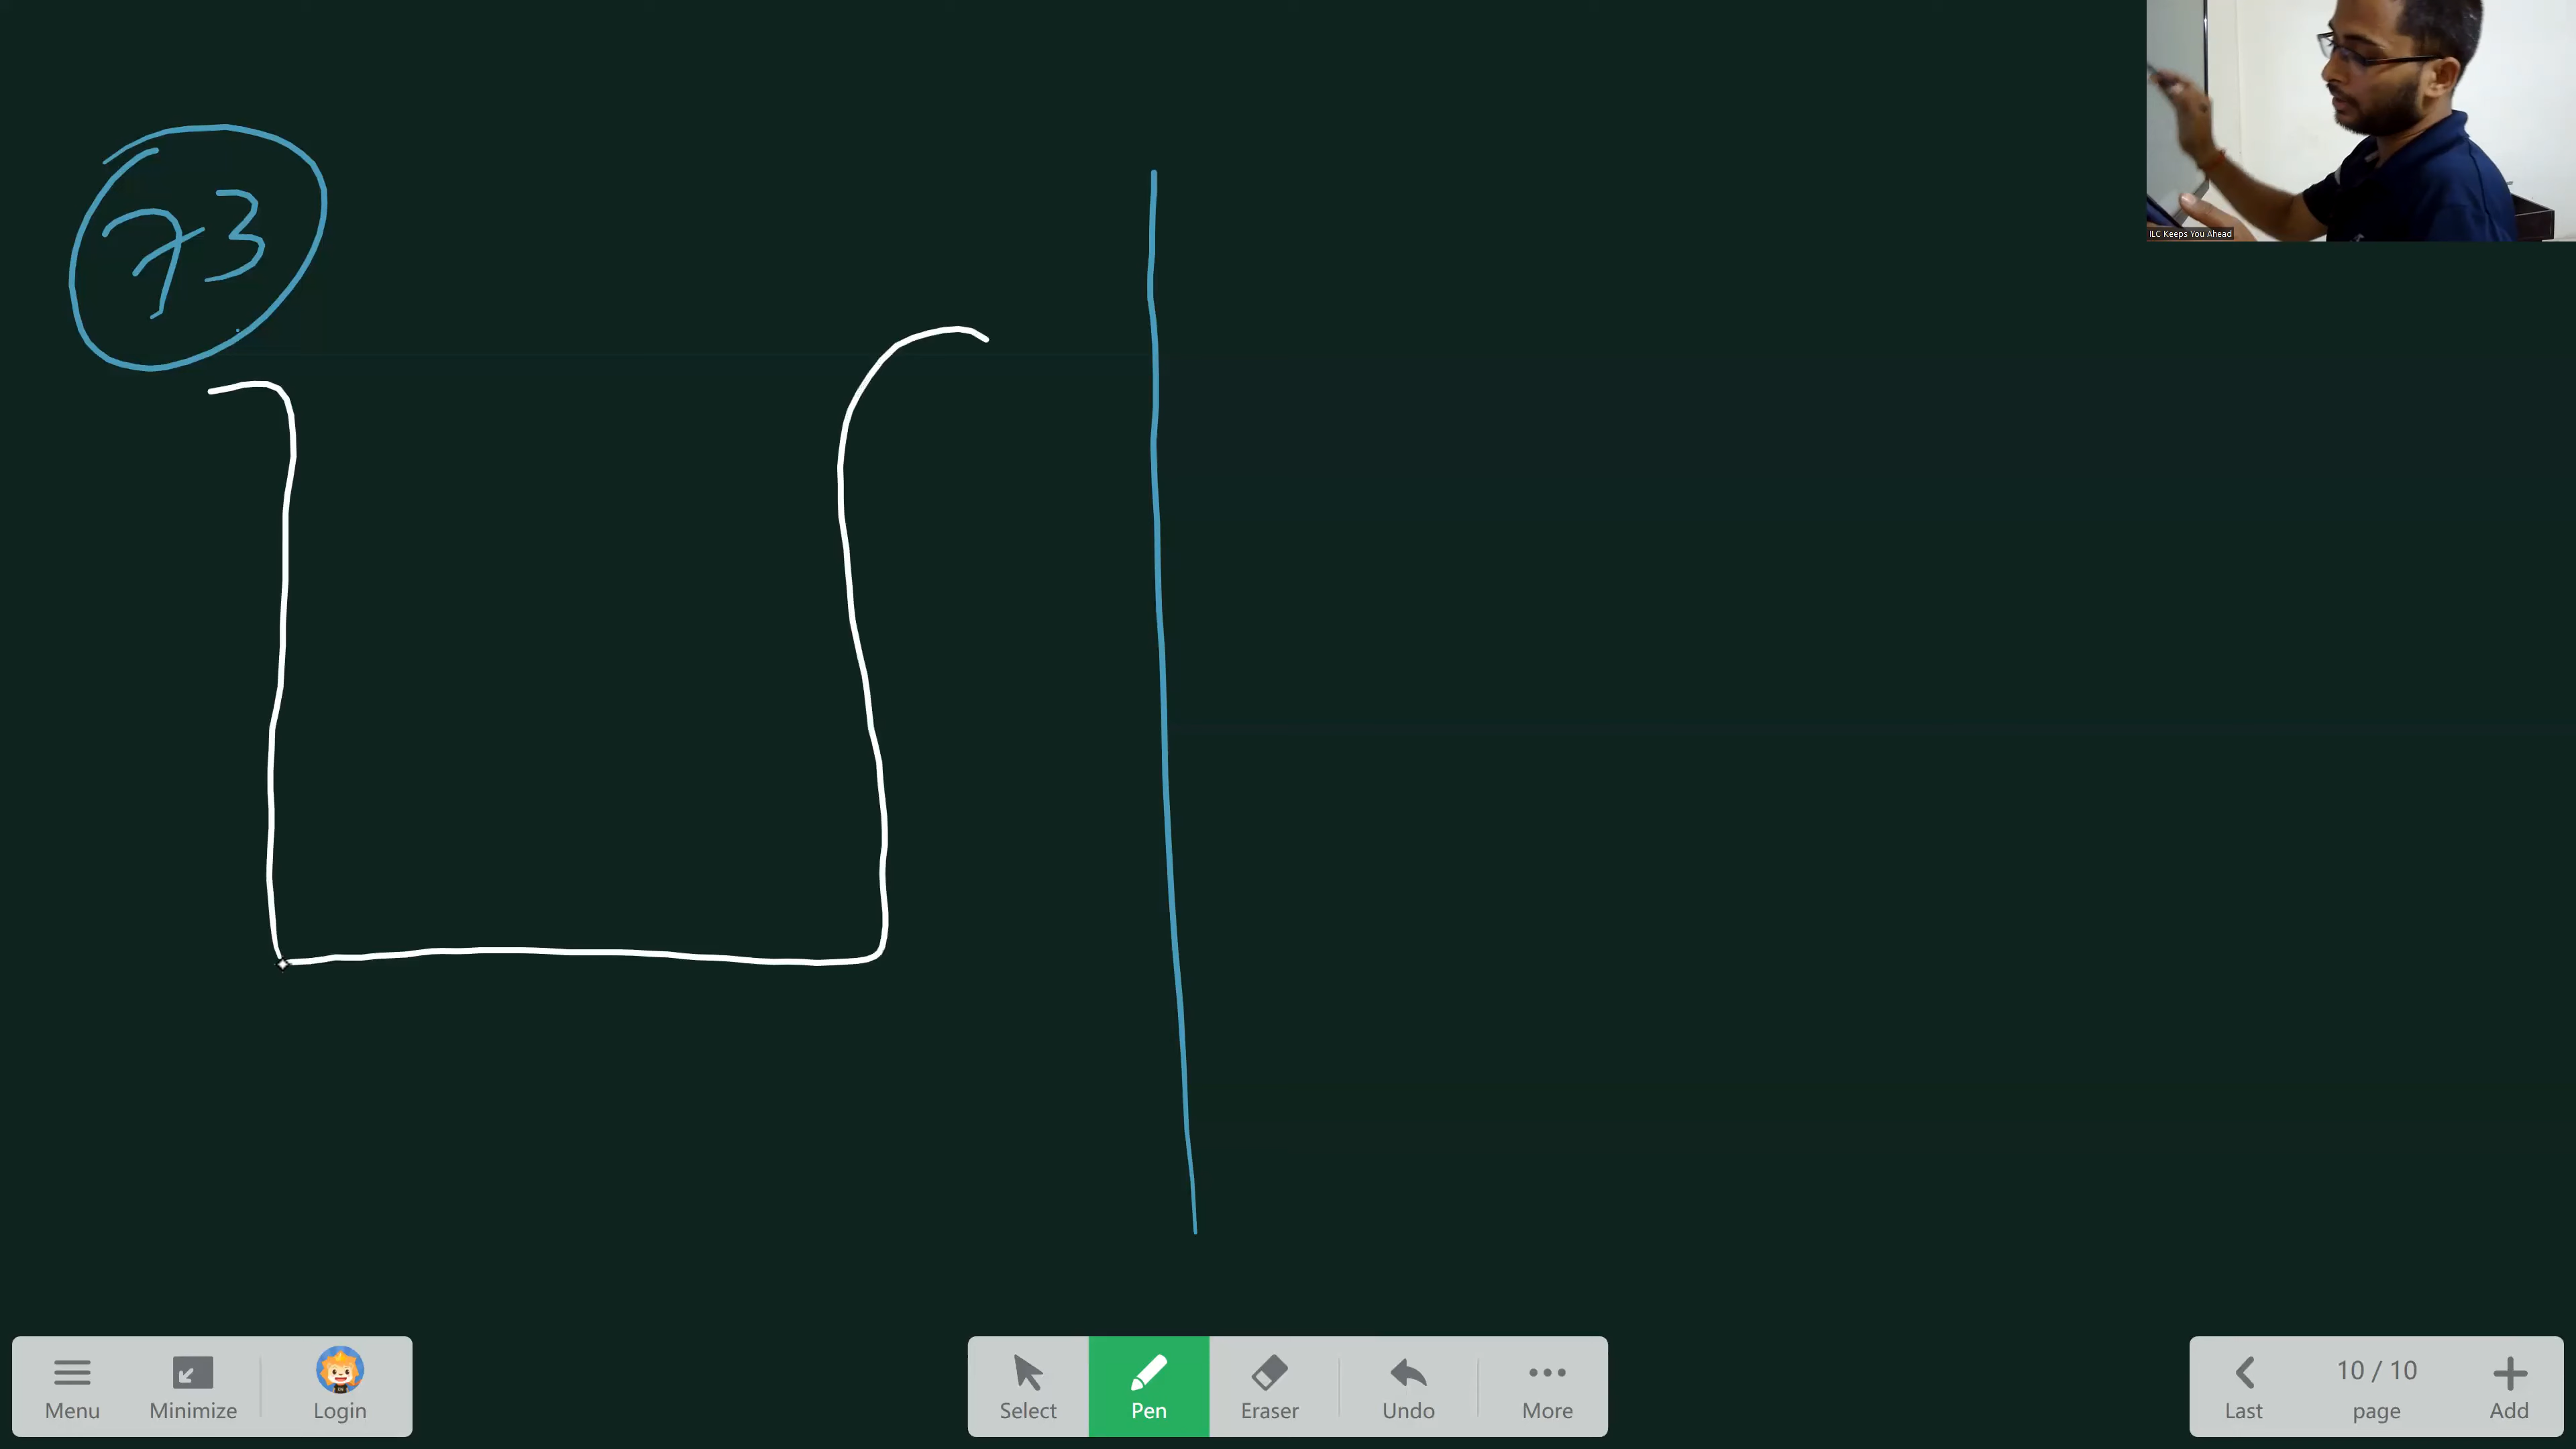 73
ILC Keeps You Ahead
Menu
Minimize
Login
Select
Pen
Eraser
Undo
More
Last
10 / 10
page
Add